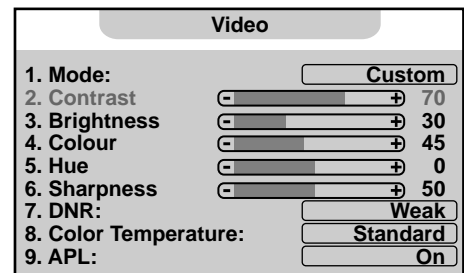 Video
1. Mode: Custom
2. Contrast - + 70
3. Brightness - + 30
4. Colour - + 45
5. Hue - + 0
6. Sharpness - + 50
7. DNR: Weak
8. Color Temperature: Standard
9. APL: On